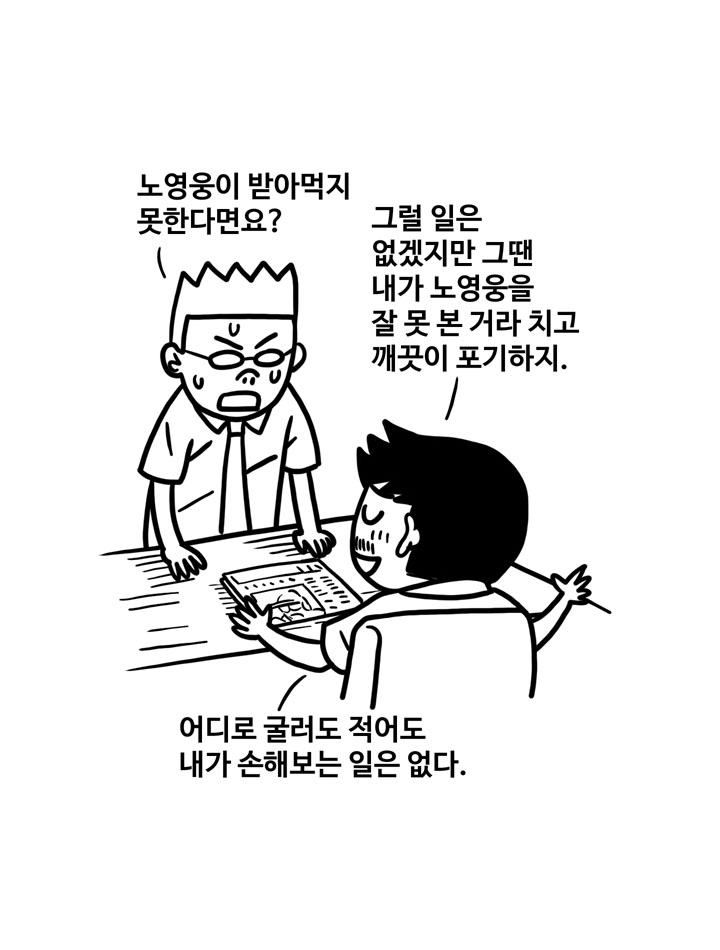 노영웅이 받아먹지
못한다면요?
그럴 일은
없겠지만 그땐
내가 노영웅을
잘 못 본 거라 치고
깨끗이 포기하지.
어디로 굴러도 적어도
내가 손해보는 일은 없다.